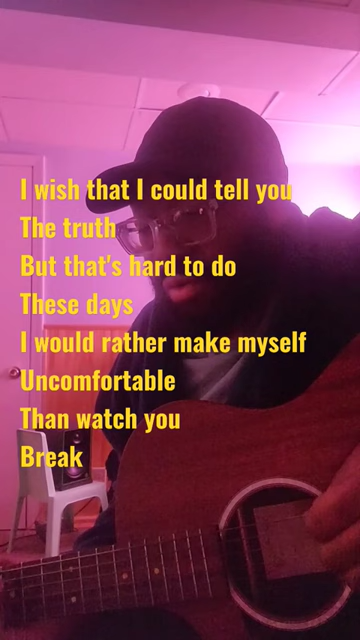 I wish that I could tell you
The truth
But that's hard to do
These days
I would rather make myself
Uncomfortable
Than watch you
Break